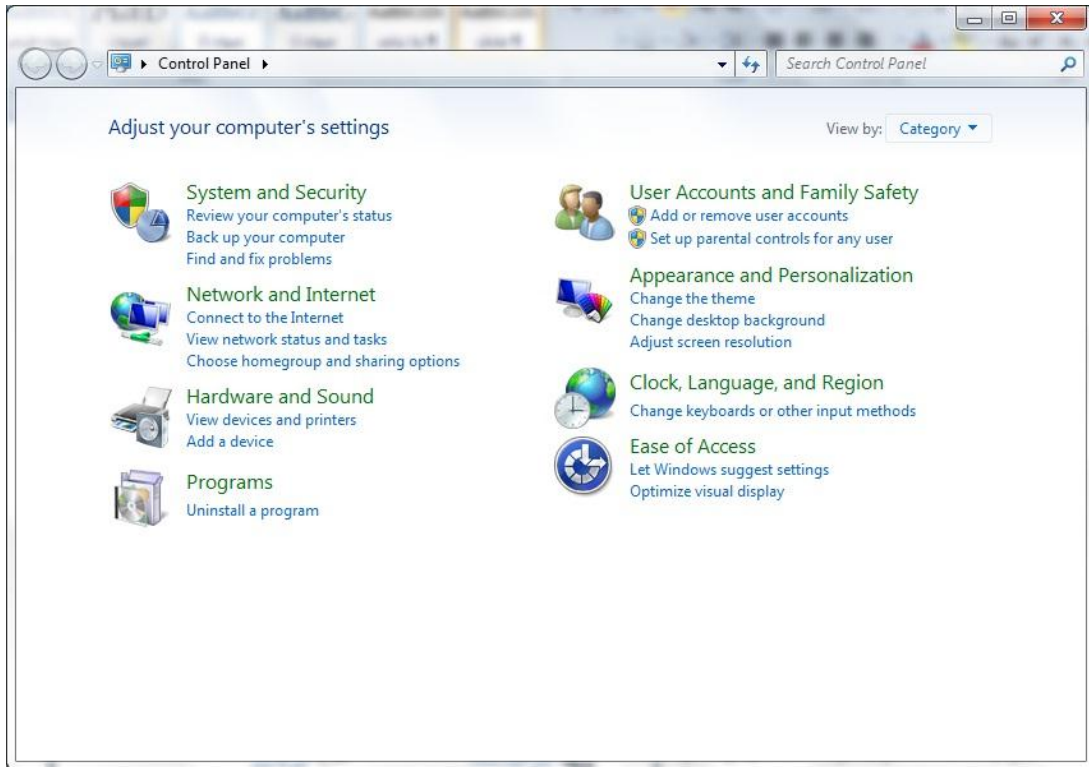 Control Panel
Search Control Panel
Adjust your computer's settings
View by: Category
System and Security
Review your computer's status
Back up your computer
Find and fix problems
Network and Internet
Connect to the Internet
View network status and tasks
Choose homegroup and sharing options
Hardware and Sound
View devices and printers
Add a device
Programs
Uninstall a program
User Accounts and Family Safety
Add or remove user accounts
Set up parental controls for any user
Appearance and Personalization
Change the theme
Change desktop background
Adjust screen resolution
Clock, Language, and Region
Change keyboards or other input methods
Ease of Access
Let Windows suggest settings
Optimize visual display